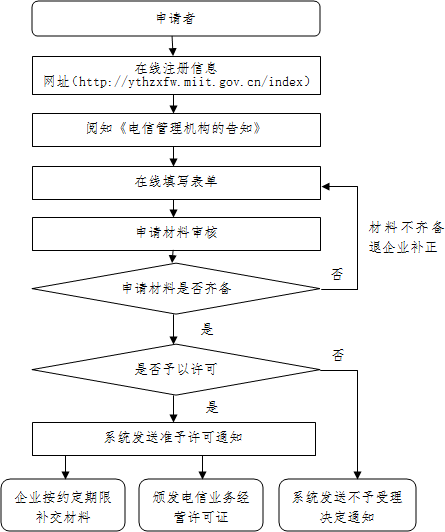 申请者
在线注册信息
网址(http://ythzxfw.miit.gov.cn/index)
阅知《电信管理机构的告知》
在线填写表单
申请材料审核
材料不齐备
退企业补正
否
申请材料是否齐备
是
否
是否予以许可
是
系统发送准予许可通知
企业按约定期限
补交材料
颁发电信业务经
营许可证
系统发送不予受理
决定通知